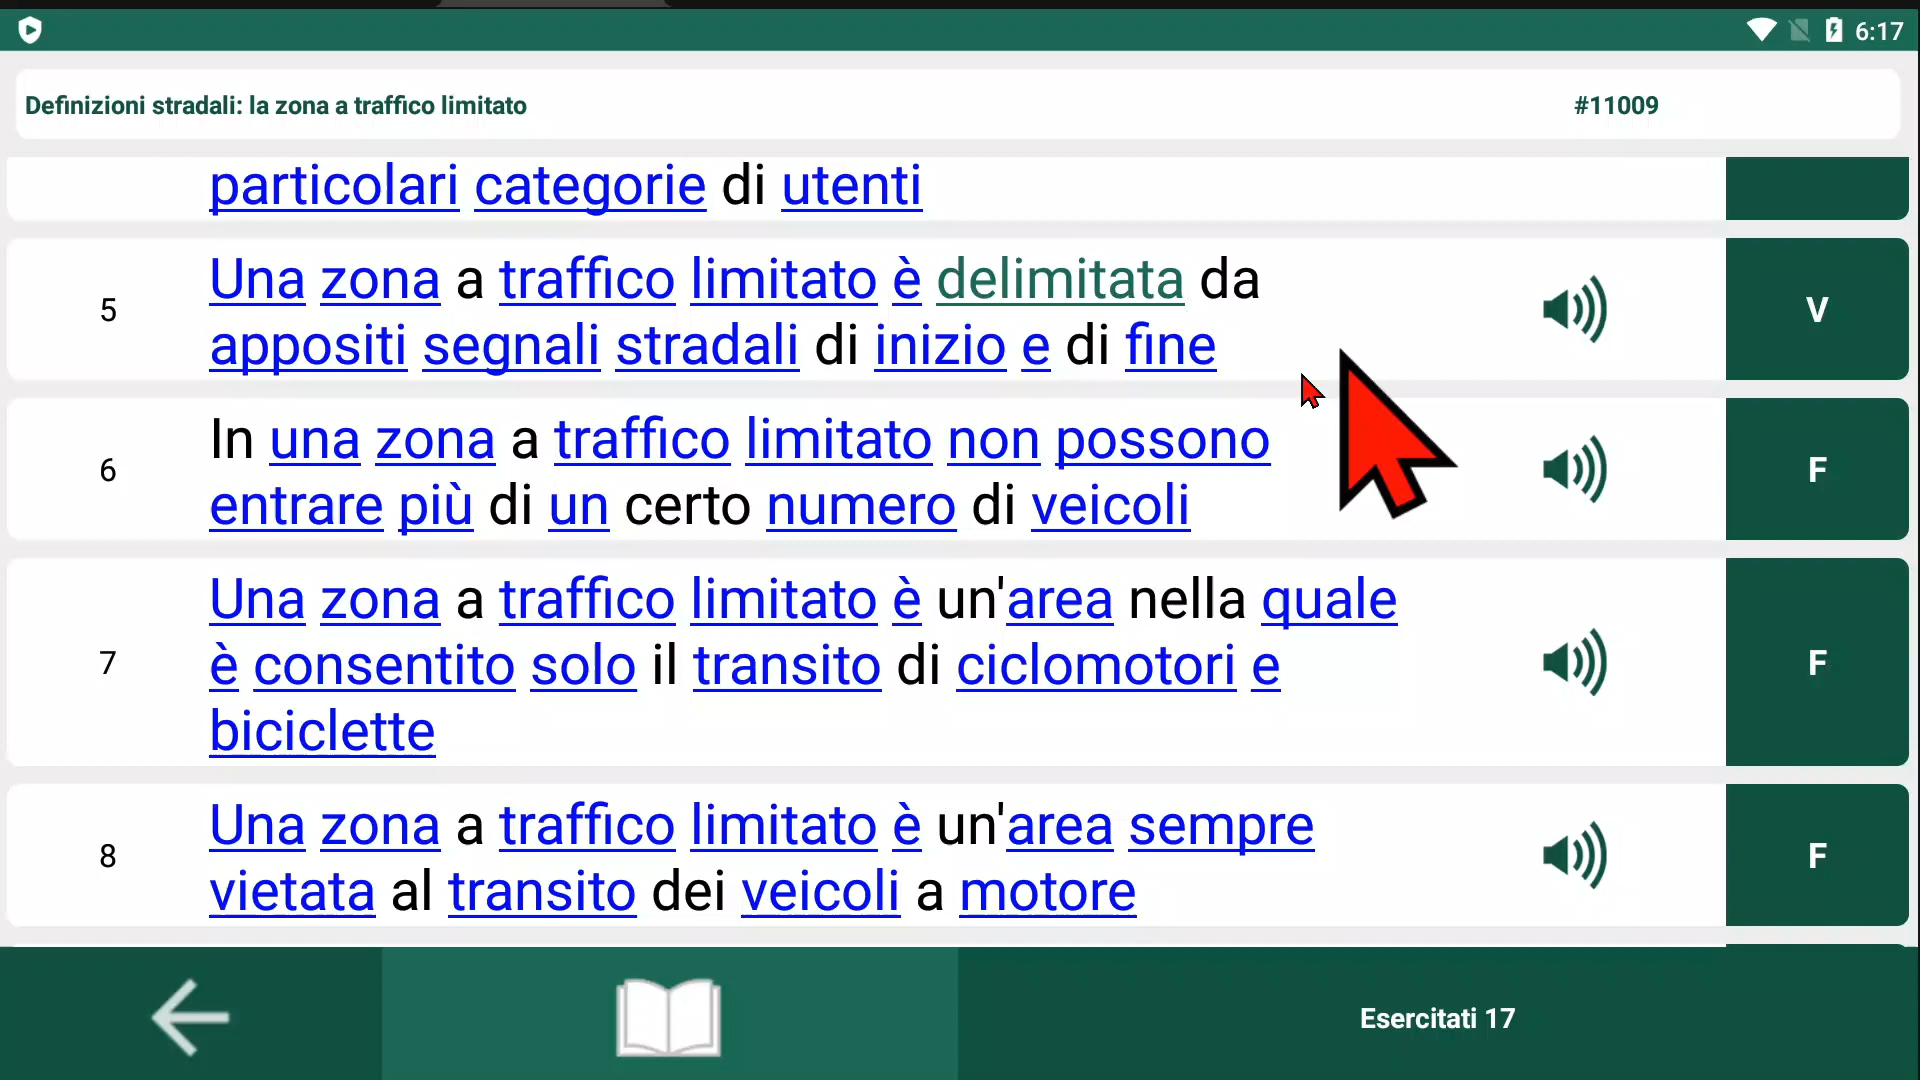 6:17
Definizioni stradali: la zona a traffico limitato #11009
particolari categorie di utenti
5 Una zona a traffico limitato è delimitata da
appositi segnali stradali di inizio e di fine V
6 In una zona a traffico limitato non possono
entrare più di un certo numero di veicoli F
7 Una zona a traffico limitato è un'area nella quale
è consentito solo il transito di ciclomotori e
biciclette F
8 Una zona a traffico limitato è un'area sempre
vietata al transito dei veicoli a motore F
Esercitati 17